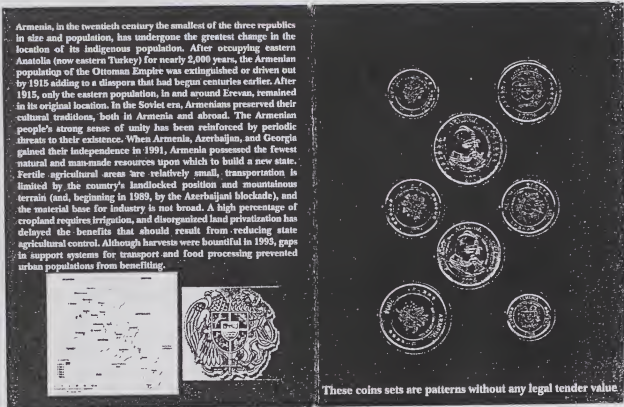 Armenia, in the twentieth century the smallest of the three republics
in size and population, has undergone the greatest change in the
location of its indigenous population. After occupying eastern
Anatolia (now eastern Turkey) for nearly 2,000 years, the Armenian
population of the Ottoman Empire was extinguished or driven out
by 1915 adding to a diaspora that had begun centuries earlier. After
1915, only the eastern population, in and around Erevan, remained
in its original location. In the Soviet era, Armenians preserved their
cultural traditions, both in Armenia and abroad. The Armenian
people's strong sense of unity has been reinforced by periodic
threats to their existence. When Armenia, Azerbaijan, and Georgia
gained their independence in 1991, Armenia possessed the fewest
natural and man-made resources upon which to build a new state.
Fertile agricultural areas are relatively small, transportation is
limited by the country's landlocked position and mountainous
terrain (and, beginning in 1989, by the Azerbaijani blockade), and
the material base for industry is not broad. A high percentage of
cropland requires irrigation, and disorganized land privatization has
delayed the benefits that should result from reducing state
agricultural control. Although harvests were bountiful in 1993, gaps
in support systems for transport and food processing prevented
urban populations from benefiting.
These coins sets are patterns without any legal tender value